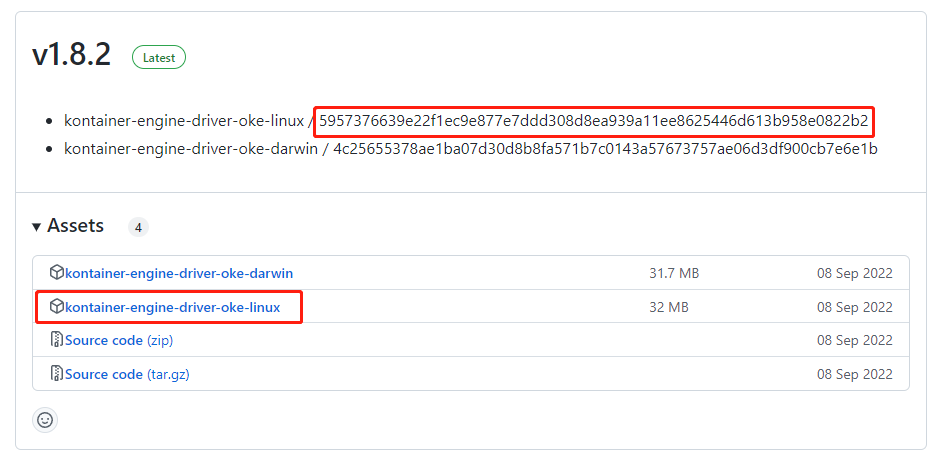 v1.8.2 Latest
kontainer-engine-driver-oke-linux / 5957376639e22f1ec9e877e7ddd308d8ea939a11ee8625446d613b958e0822b2
kontainer-engine-driver-oke-darwin / 4c25655378ae1ba07d30d8b8fa571b7c0143a57673757ae06d3df900cb7e6e1b
Assets 4
kontainer-engine-driver-oke-darwin 31.7 MB 08 Sep 2022
kontainer-engine-driver-oke-linux 32 MB 08 Sep 2022
Source code (zip) 08 Sep 2022
Source code (tar.gz) 08 Sep 2022